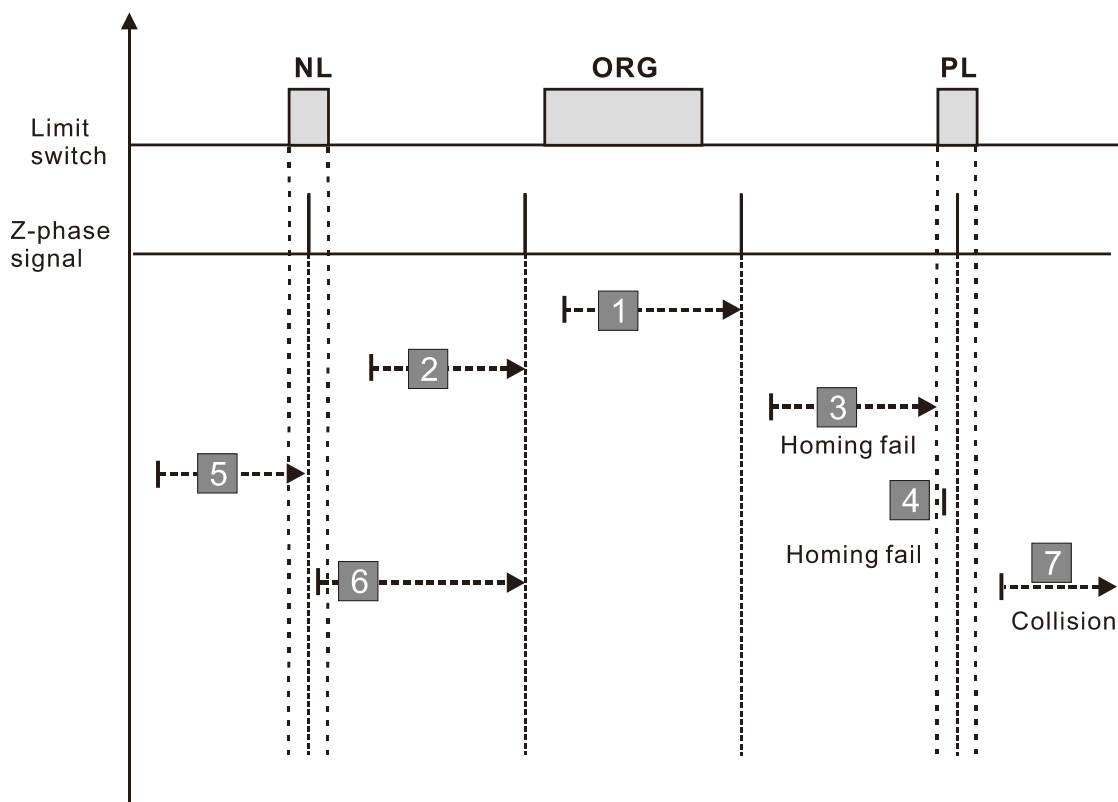 NL
ORG
PL
Limit
switch
Z-phase
signal
1
2
3
Homing fail
5
4
Homing fail
6
7
Collision